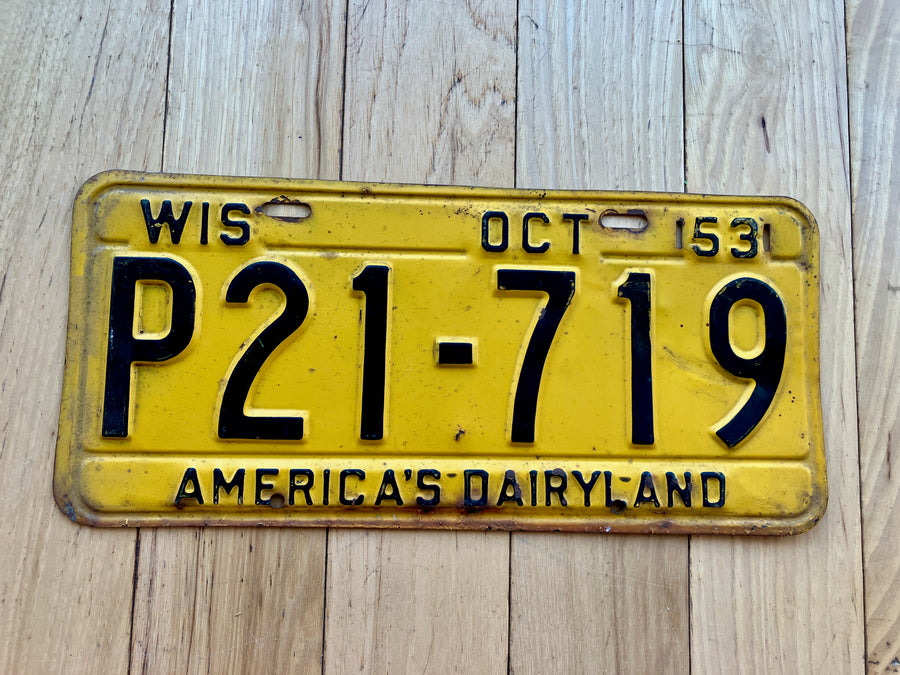 WIS OCT 53
P21-719
AMERICA'S DAIRYLAND